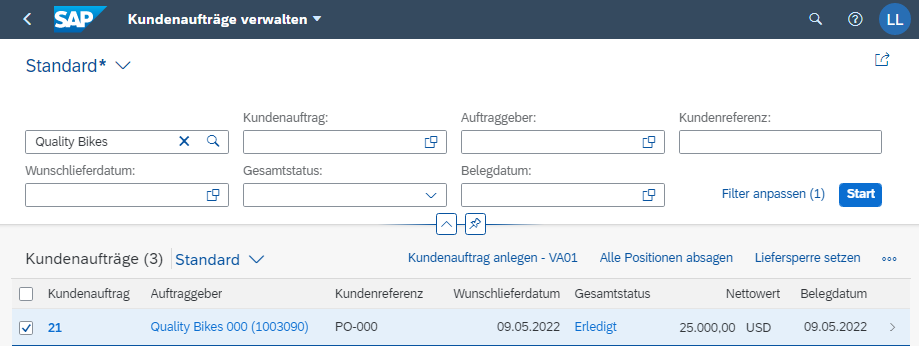 SAP Kundenaufträge verwalten LL
Standard*
Kundenauftrag: Auftraggeber: Kundenreferenz:
Quality Bikes
Wunschlieferdatum: Gesamtstatus: Belegdatum:
Filter anpassen (1) Start
Kundenaufträge (3) Standard Kundenauftrag anlegen - VA01 Alle Positionen absagen Liefersperre setzen
Kundenauftrag Auftraggeber Kundenreferenz Wunschlieferdatum Gesamtstatus Nettowert Belegdatum
21 Quality Bikes 000 (1003090) PO-000 09.05.2022 Erledigt 25.000,00 USD 09.05.2022